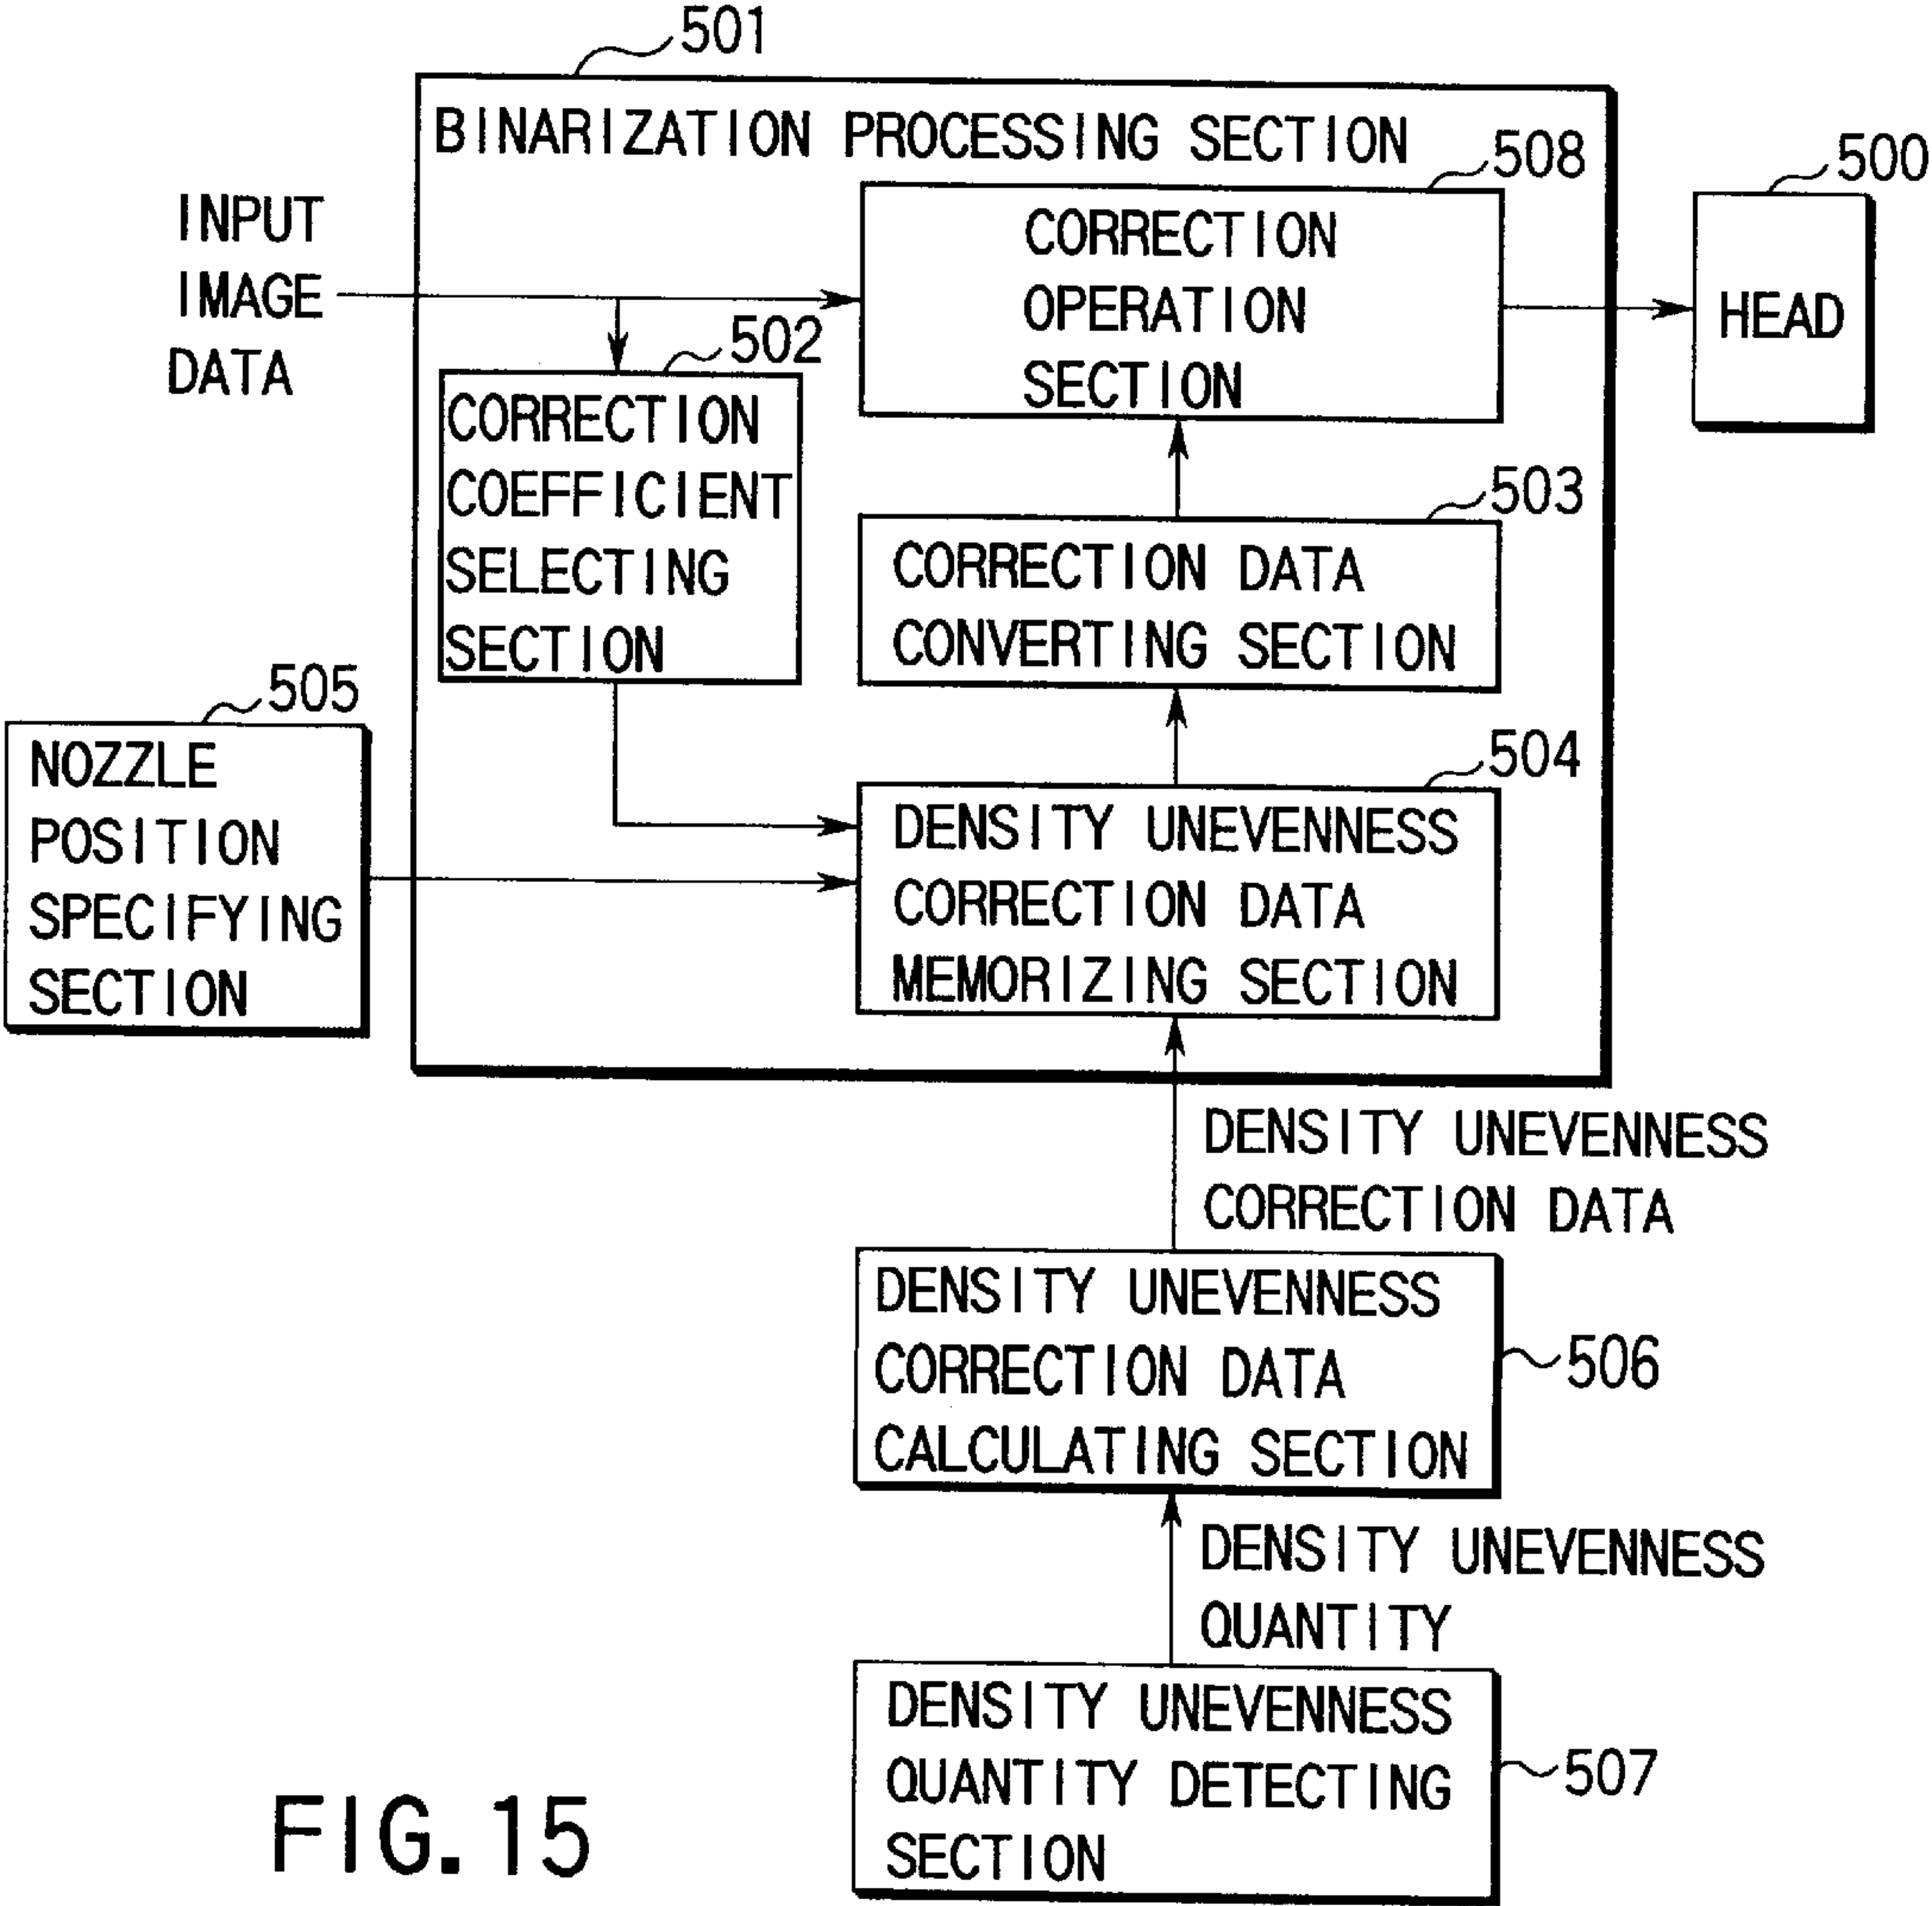 501
BINARIZATION PROCESSING SECTION
508
500
INPUT
IMAGE
DATA
CORRECTION
OPERATION
SECTION
HEAD
502
CORRECTION
COEFFICIENT
SELECTING
SECTION
503
CORRECTION DATA
CONVERTING SECTION
505
NOZZLE
POSITION
SPECIFYING
SECTION
504
DENSITY UNEVENNESS
CORRECTION DATA
MEMORIZING SECTION
DENSITY UNEVENNESS
CORRECTION DATA
DENSITY UNEVENNESS
CORRECTION DATA
CALCULATING SECTION
506
DENSITY UNEVENNESS
QUANTITY
DENSITY UNEVENNESS
QUANTITY DETECTING
SECTION
507
FIG.15